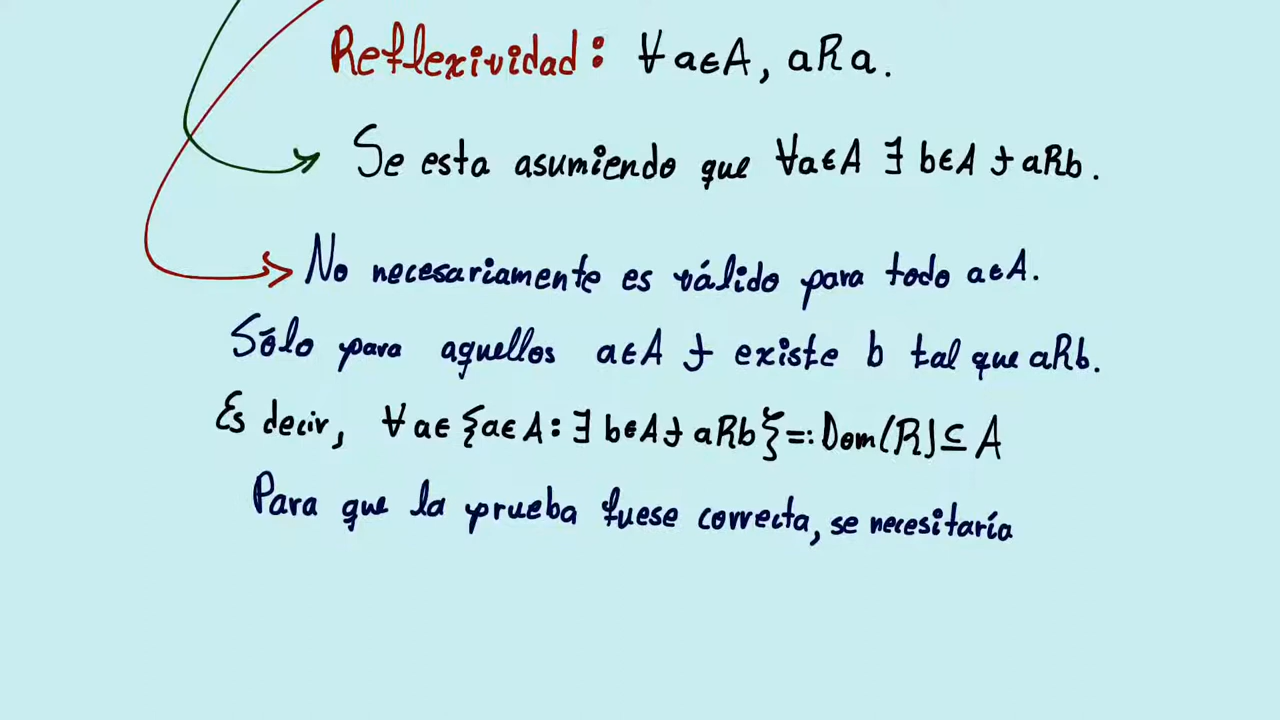 Reflexividad: ∀a∈A, aRa.
Se esta asumiendo que ∀a∈A ∃ b∈A t aRb.
No necesariamente es válido para todo a∈A.
Sólo para aquellos a∈A t existe b tal que aRb.
Es decir, ∀a∈{a∈A: ∃ b∈A t aRb}=: Dom(R)⊆A
Para que la prueba fuese correcta, se necesitaría